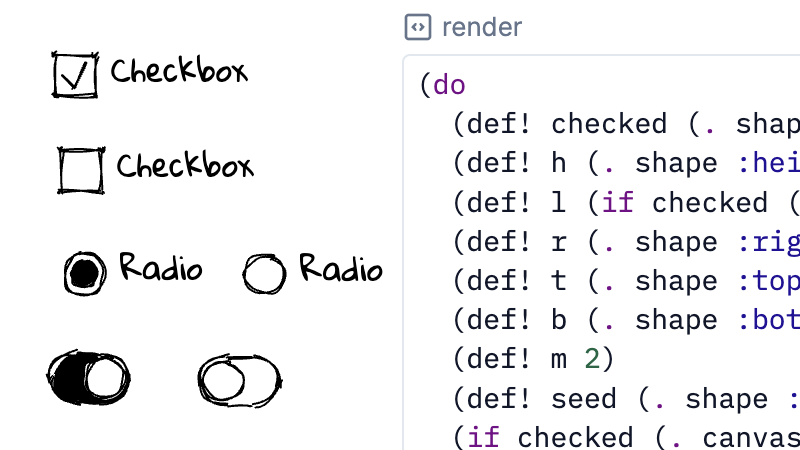 Checkbox
Checkbox
Radio Radio
render
(do
(def! checked (. shap
(def! h (. shape :hei
(def! l (if checked (
(def! r (. shape :rig
(def! t (. shape :top
(def! b (. shape :bot
(def! m 2)
(def! seed (. shape :
(if checked (. canvas